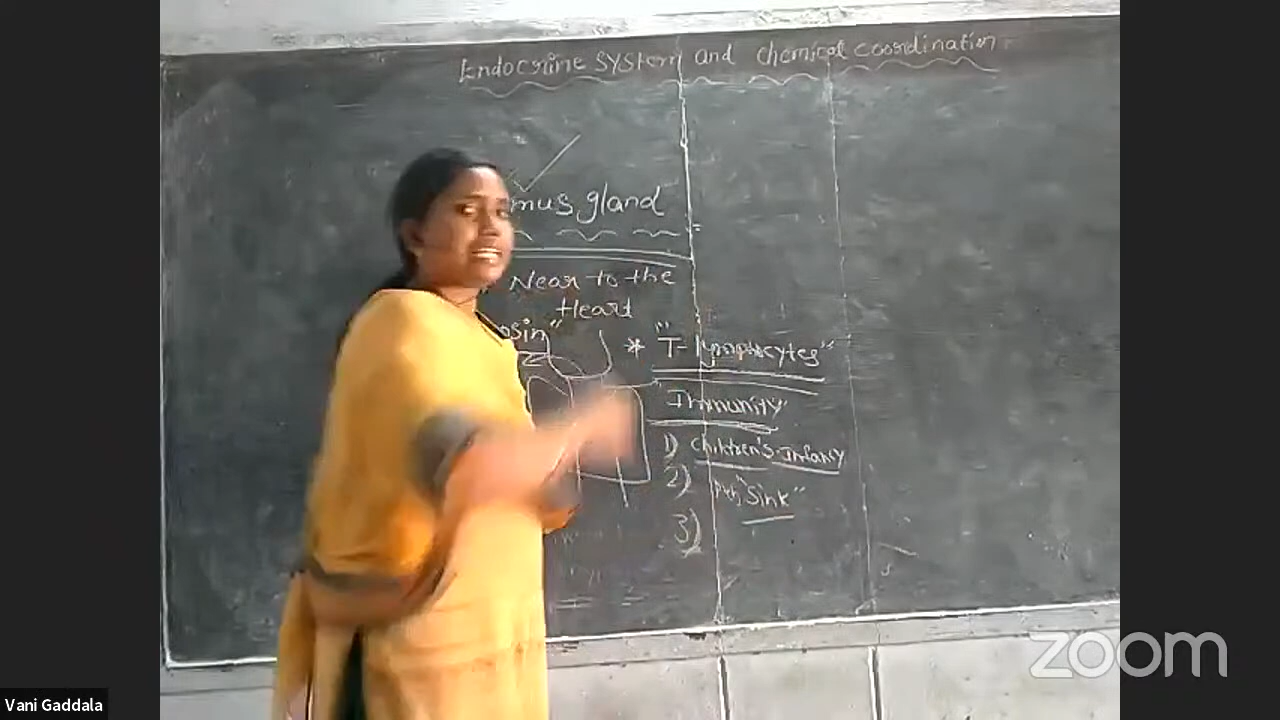 Endocrine system and chemical coordination
mus gland
Near to the
Heart
osin"
* "T-lymphocytes"
"Immunity"
1) Children's Infancy
2) "Sink"
3)
zoom
Vani Gaddala